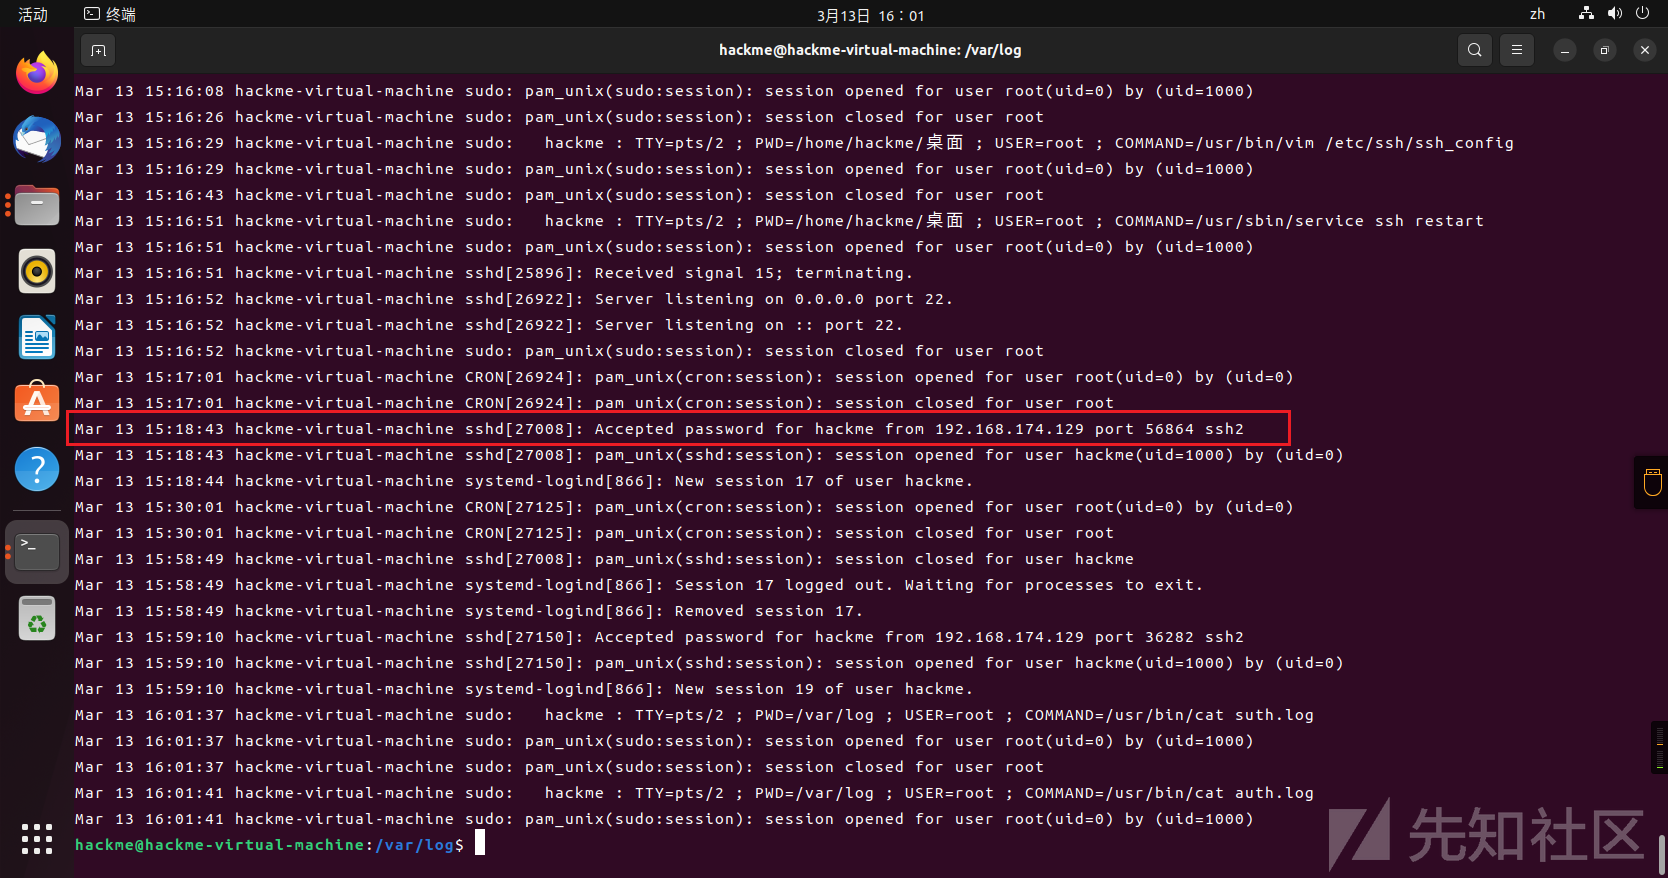 活动 终端 3月13日 16：01 zh
hackme@hackme-virtual-machine: /var/log
Mar 13 15:16:08 hackme-virtual-machine sudo: pam_unix(sudo:session): session opened for user root(uid=0) by (uid=1000)
Mar 13 15:16:26 hackme-virtual-machine sudo: pam_unix(sudo:session): session closed for user root
Mar 13 15:16:29 hackme-virtual-machine sudo:   hackme : TTY=pts/2 ; PWD=/home/hackme/桌面 ; USER=root ; COMMAND=/usr/bin/vim /etc/ssh/ssh_config
Mar 13 15:16:29 hackme-virtual-machine sudo: pam_unix(sudo:session): session opened for user root(uid=0) by (uid=1000)
Mar 13 15:16:43 hackme-virtual-machine sudo: pam_unix(sudo:session): session closed for user root
Mar 13 15:16:51 hackme-virtual-machine sudo:   hackme : TTY=pts/2 ; PWD=/home/hackme/桌面 ; USER=root ; COMMAND=/usr/sbin/service ssh restart
Mar 13 15:16:51 hackme-virtual-machine sudo: pam_unix(sudo:session): session opened for user root(uid=0) by (uid=1000)
Mar 13 15:16:51 hackme-virtual-machine sshd[25896]: Received signal 15; terminating.
Mar 13 15:16:52 hackme-virtual-machine sshd[26922]: Server listening on 0.0.0.0 port 22.
Mar 13 15:16:52 hackme-virtual-machine sshd[26922]: Server listening on :: port 22.
Mar 13 15:16:52 hackme-virtual-machine sudo: pam_unix(sudo:session): session closed for user root
Mar 13 15:17:01 hackme-virtual-machine CRON[26924]: pam_unix(cron:session): session opened for user root(uid=0) by (uid=0)
Mar 13 15:17:01 hackme-virtual-machine CRON[26924]: pam_unix(cron:session): session closed for user root
Mar 13 15:18:43 hackme-virtual-machine sshd[27008]: Accepted password for hackme from 192.168.174.129 port 56864 ssh2
Mar 13 15:18:43 hackme-virtual-machine sshd[27008]: pam_unix(sshd:session): session opened for user hackme(uid=1000) by (uid=0)
Mar 13 15:18:44 hackme-virtual-machine systemd-logind[866]: New session 17 of user hackme.
Mar 13 15:30:01 hackme-virtual-machine CRON[27125]: pam_unix(cron:session): session opened for user root(uid=0) by (uid=0)
Mar 13 15:30:01 hackme-virtual-machine CRON[27125]: pam_unix(cron:session): session closed for user root
Mar 13 15:58:49 hackme-virtual-machine sshd[27008]: pam_unix(sshd:session): session closed for user hackme
Mar 13 15:58:49 hackme-virtual-machine systemd-logind[866]: Session 17 logged out. Waiting for processes to exit.
Mar 13 15:58:49 hackme-virtual-machine systemd-logind[866]: Removed session 17.
Mar 13 15:59:10 hackme-virtual-machine sshd[27150]: Accepted password for hackme from 192.168.174.129 port 36282 ssh2
Mar 13 15:59:10 hackme-virtual-machine sshd[27150]: pam_unix(sshd:session): session opened for user hackme(uid=1000) by (uid=0)
Mar 13 15:59:10 hackme-virtual-machine systemd-logind[866]: New session 19 of user hackme.
Mar 13 16:01:37 hackme-virtual-machine sudo:   hackme : TTY=pts/2 ; PWD=/var/log ; USER=root ; COMMAND=/usr/bin/cat suth.log
Mar 13 16:01:37 hackme-virtual-machine sudo: pam_unix(sudo:session): session opened for user root(uid=0) by (uid=1000)
Mar 13 16:01:37 hackme-virtual-machine sudo: pam_unix(sudo:session): session closed for user root
Mar 13 16:01:41 hackme-virtual-machine sudo:   hackme : TTY=pts/2 ; PWD=/var/log ; USER=root ; COMMAND=/usr/bin/cat auth.log
Mar 13 16:01:41 hackme-virtual-machine sudo: pam_unix(sudo:session): session opened for user root(uid=0) by (uid=1000)
hackme@hackme-virtual-machine:/var/log$
先知社区